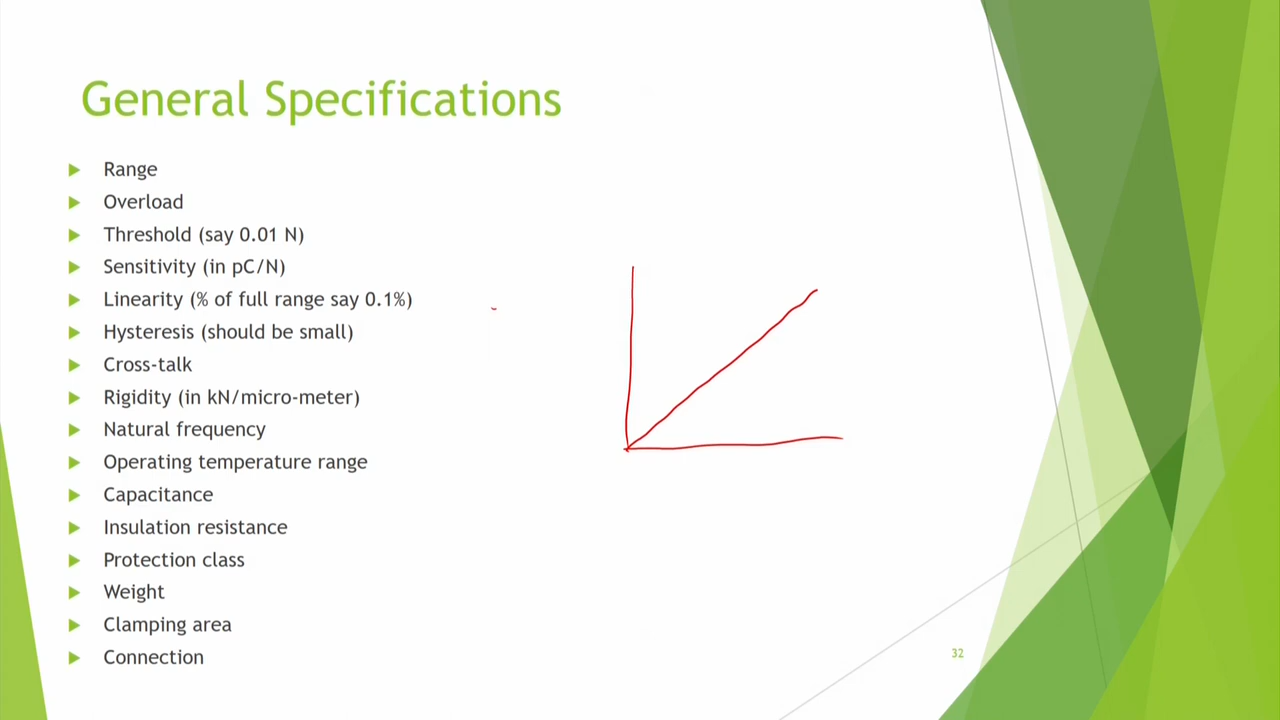 General Specifications
Range
Overload
Threshold (say 0.01 N)
Sensitivity (in pC/N)
Linearity (% of full range say 0.1%)
Hysteresis (should be small)
Cross-talk
Rigidity (in kN/micro-meter)
Natural frequency
Operating temperature range
Capacitance
Insulation resistance
Protection class
Weight
Clamping area
Connection
32